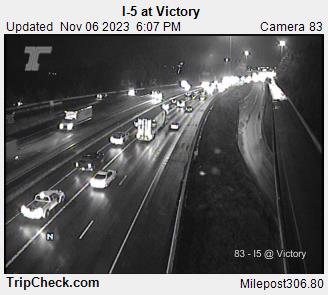 I-5 at Victory
Updated Nov 06 2023 6:07 PM Camera 83
T
N
83 - I5 @ Victory
TripCheck.com Milepost306.80